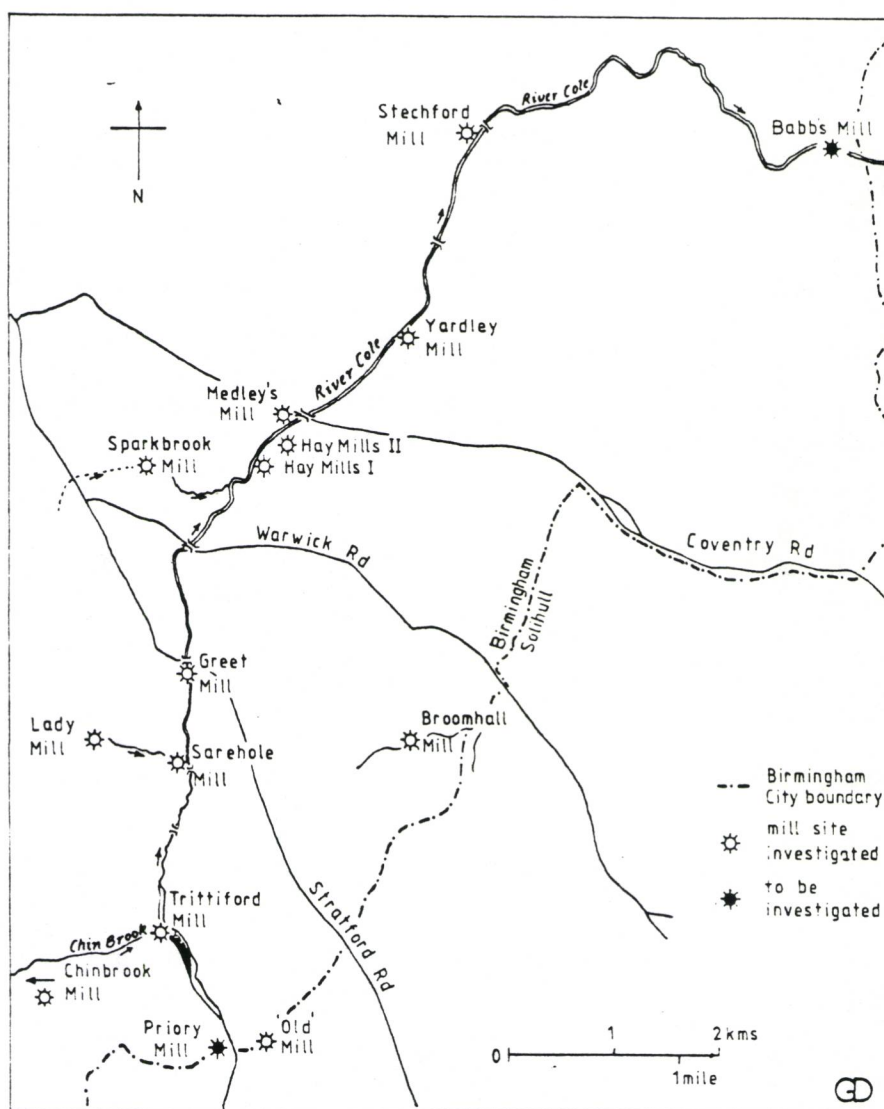 River Cole
Stechford
Mill
Babb's Mill
N
Yardley
Mill
River Cole
Medley's
Mill
Hay Mills II
Sparkbrook
Mill
Hay Mills I
Warwick Rd
Coventry Rd
Birmingham
Solihull
Greet
Mill
Lady
Mill
Broomhall
Mill
Sarehole
Mill
Birmingham
City boundary
mill site
investigated
to be
investigated
Trittiford
Mill
Stratford Rd
Chin Brook
Chinbrook
Mill
Priory
Mill
'Old'
Mill
0 1 2 kms
1 mile
GD